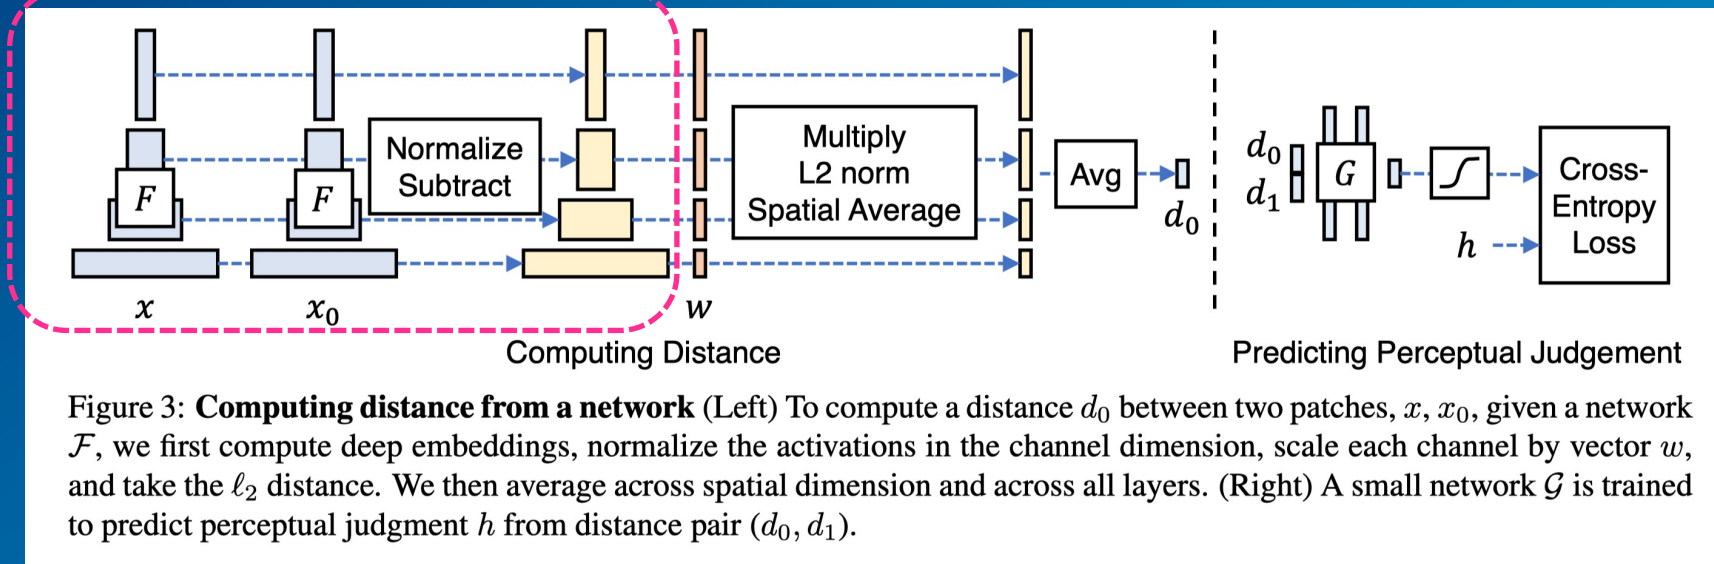 F
F
Normalize
Subtract
x
x₀
w
Multiply
L2 norm
Spatial Average
Avg
d₀
Computing Distance
d₀
d₁
G
h
Cross-
Entropy
Loss
Predicting Perceptual Judgement
Figure 3: Computing distance from a network (Left) To compute a distance d₀ between two patches, x, x₀, given a network
ℱ, we first compute deep embeddings, normalize the activations in the channel dimension, scale each channel by vector w,
and take the ℓ₂ distance. We then average across spatial dimension and across all layers. (Right) A small network 𝒢 is trained
to predict perceptual judgment h from distance pair (d₀, d₁).